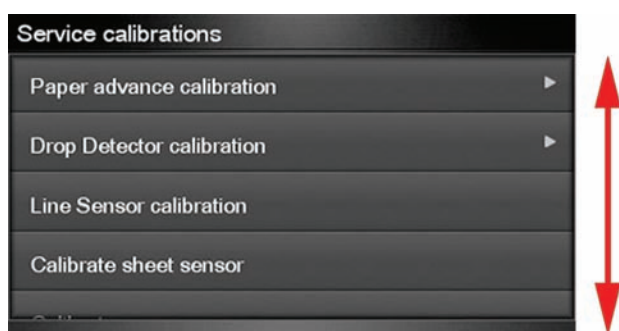 Service calibrations
Paper advance calibration
Drop Detector calibration
Line Sensor calibration
Calibrate sheet sensor